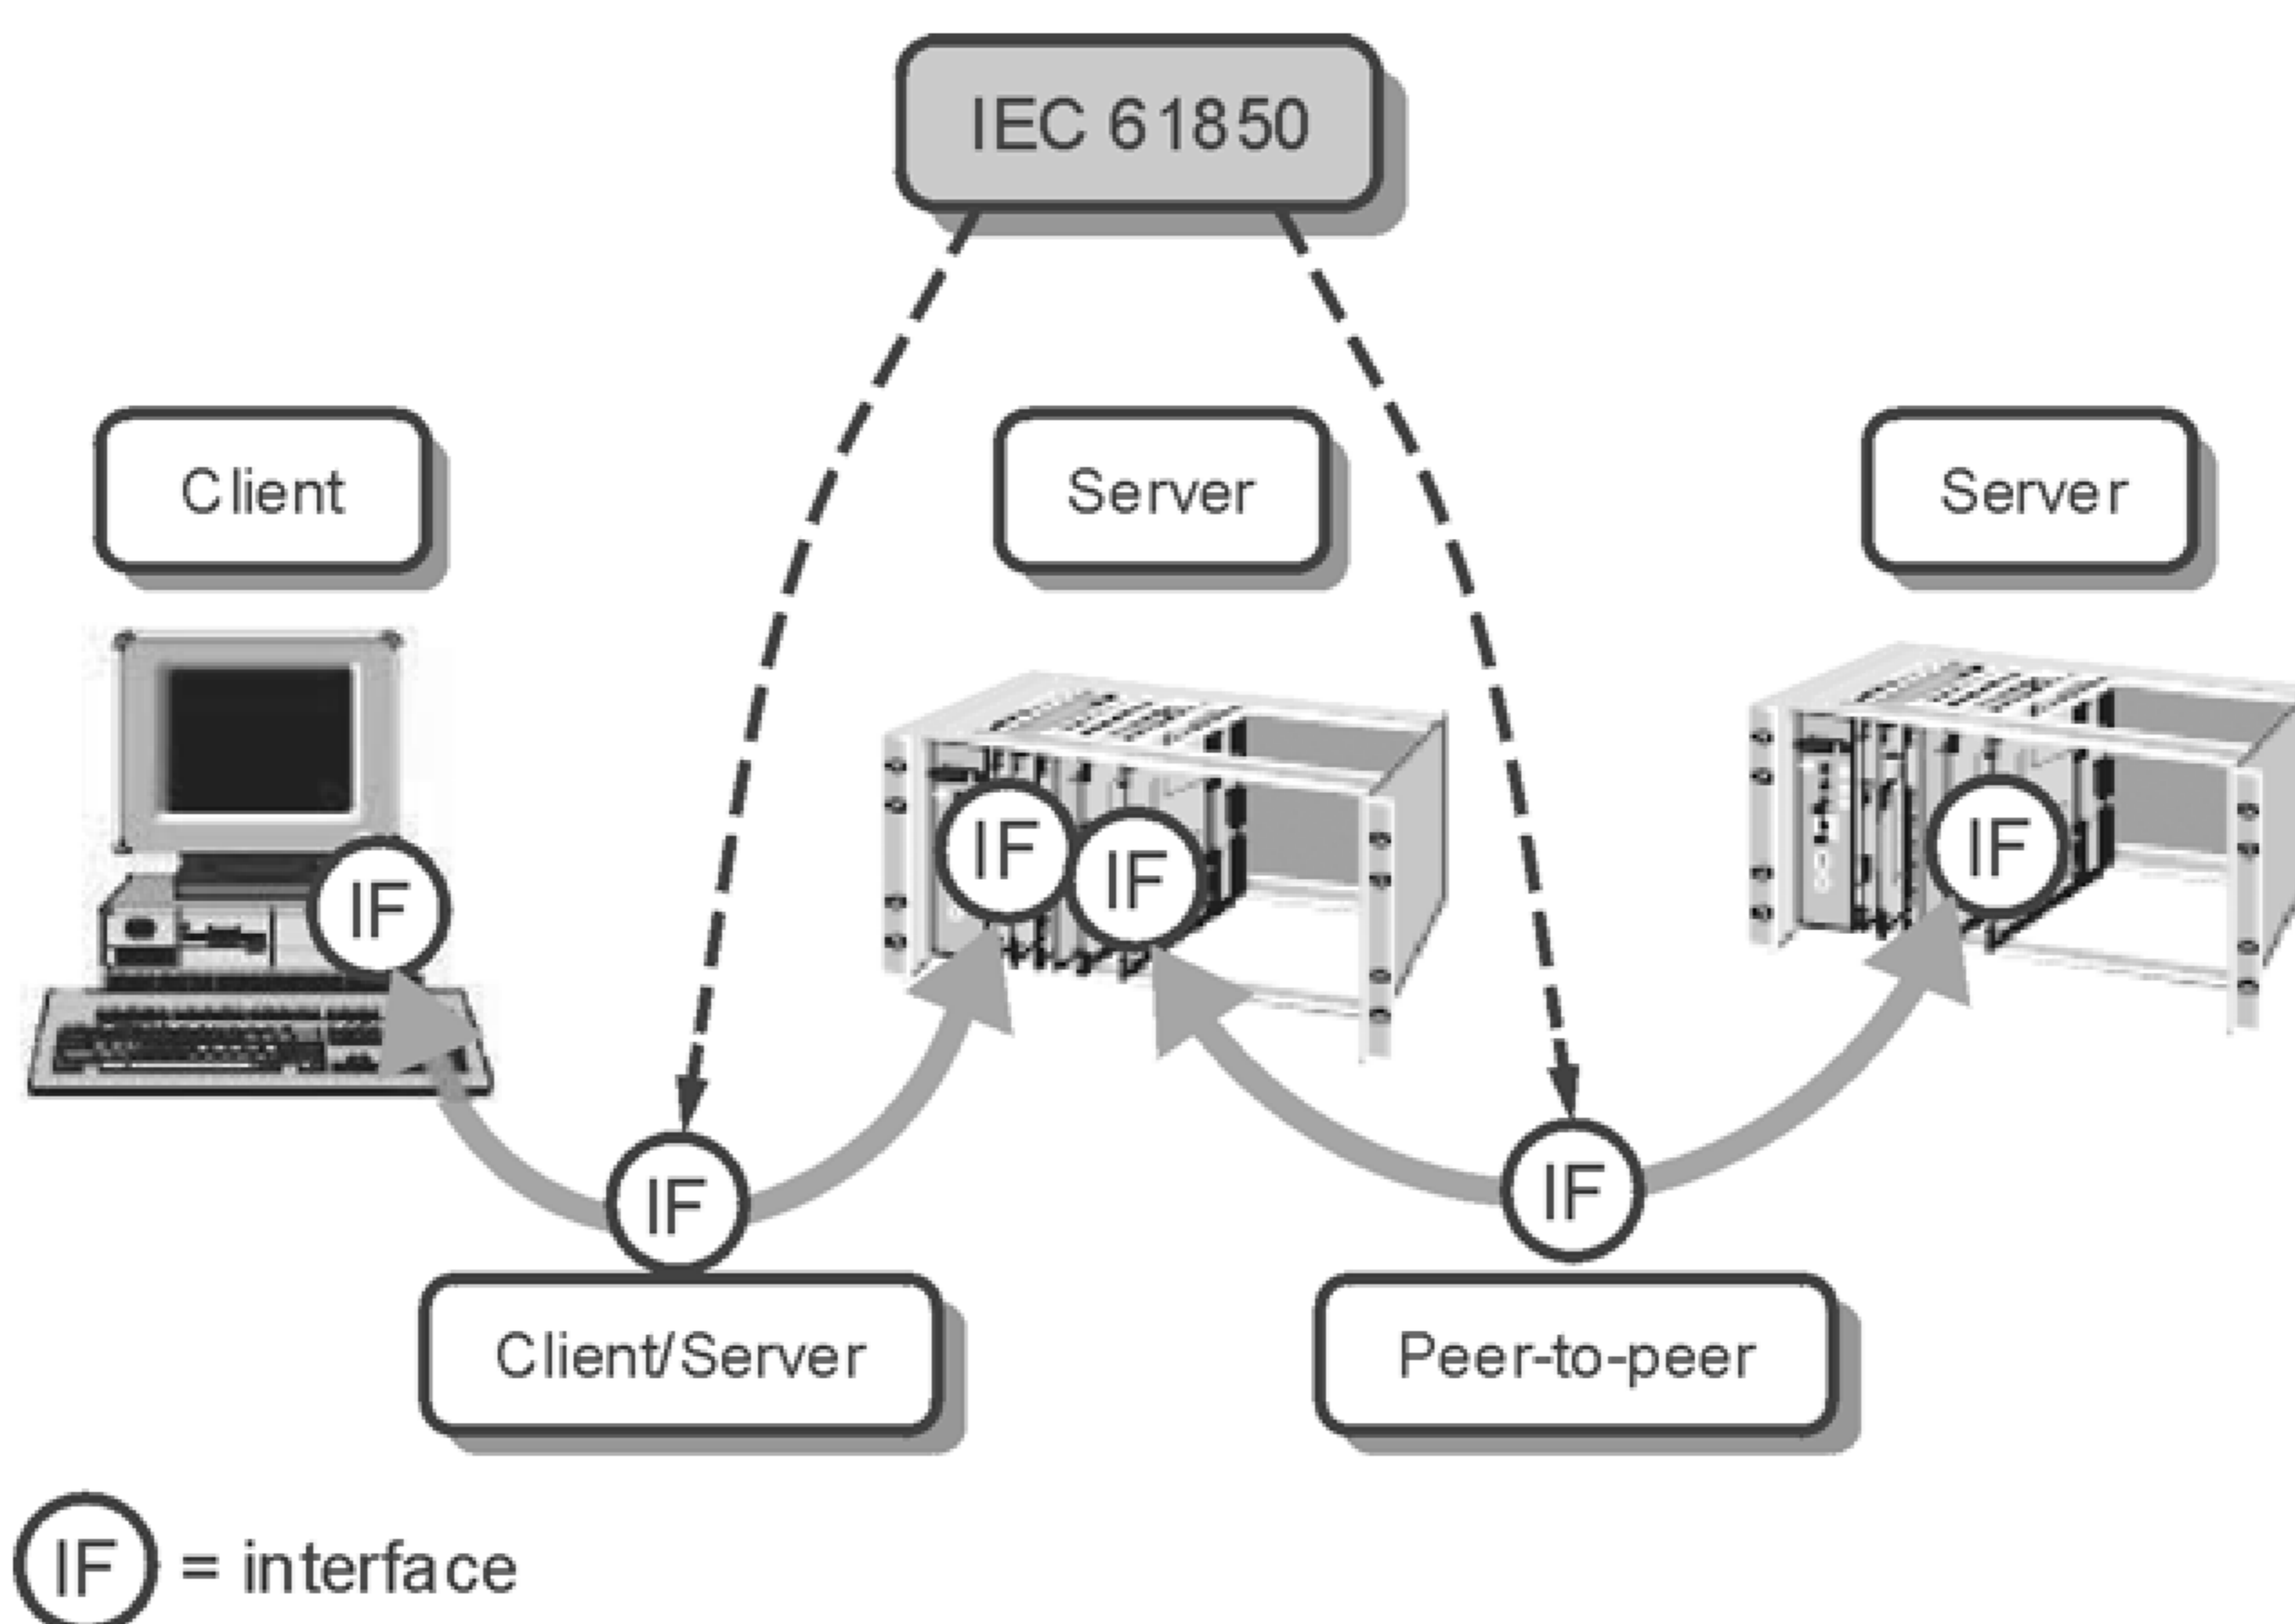 IEC 61850
Client
Server
Server
IF
IF
IF
IF
IF
IF
Client/Server
Peer-to-peer
IF = interface